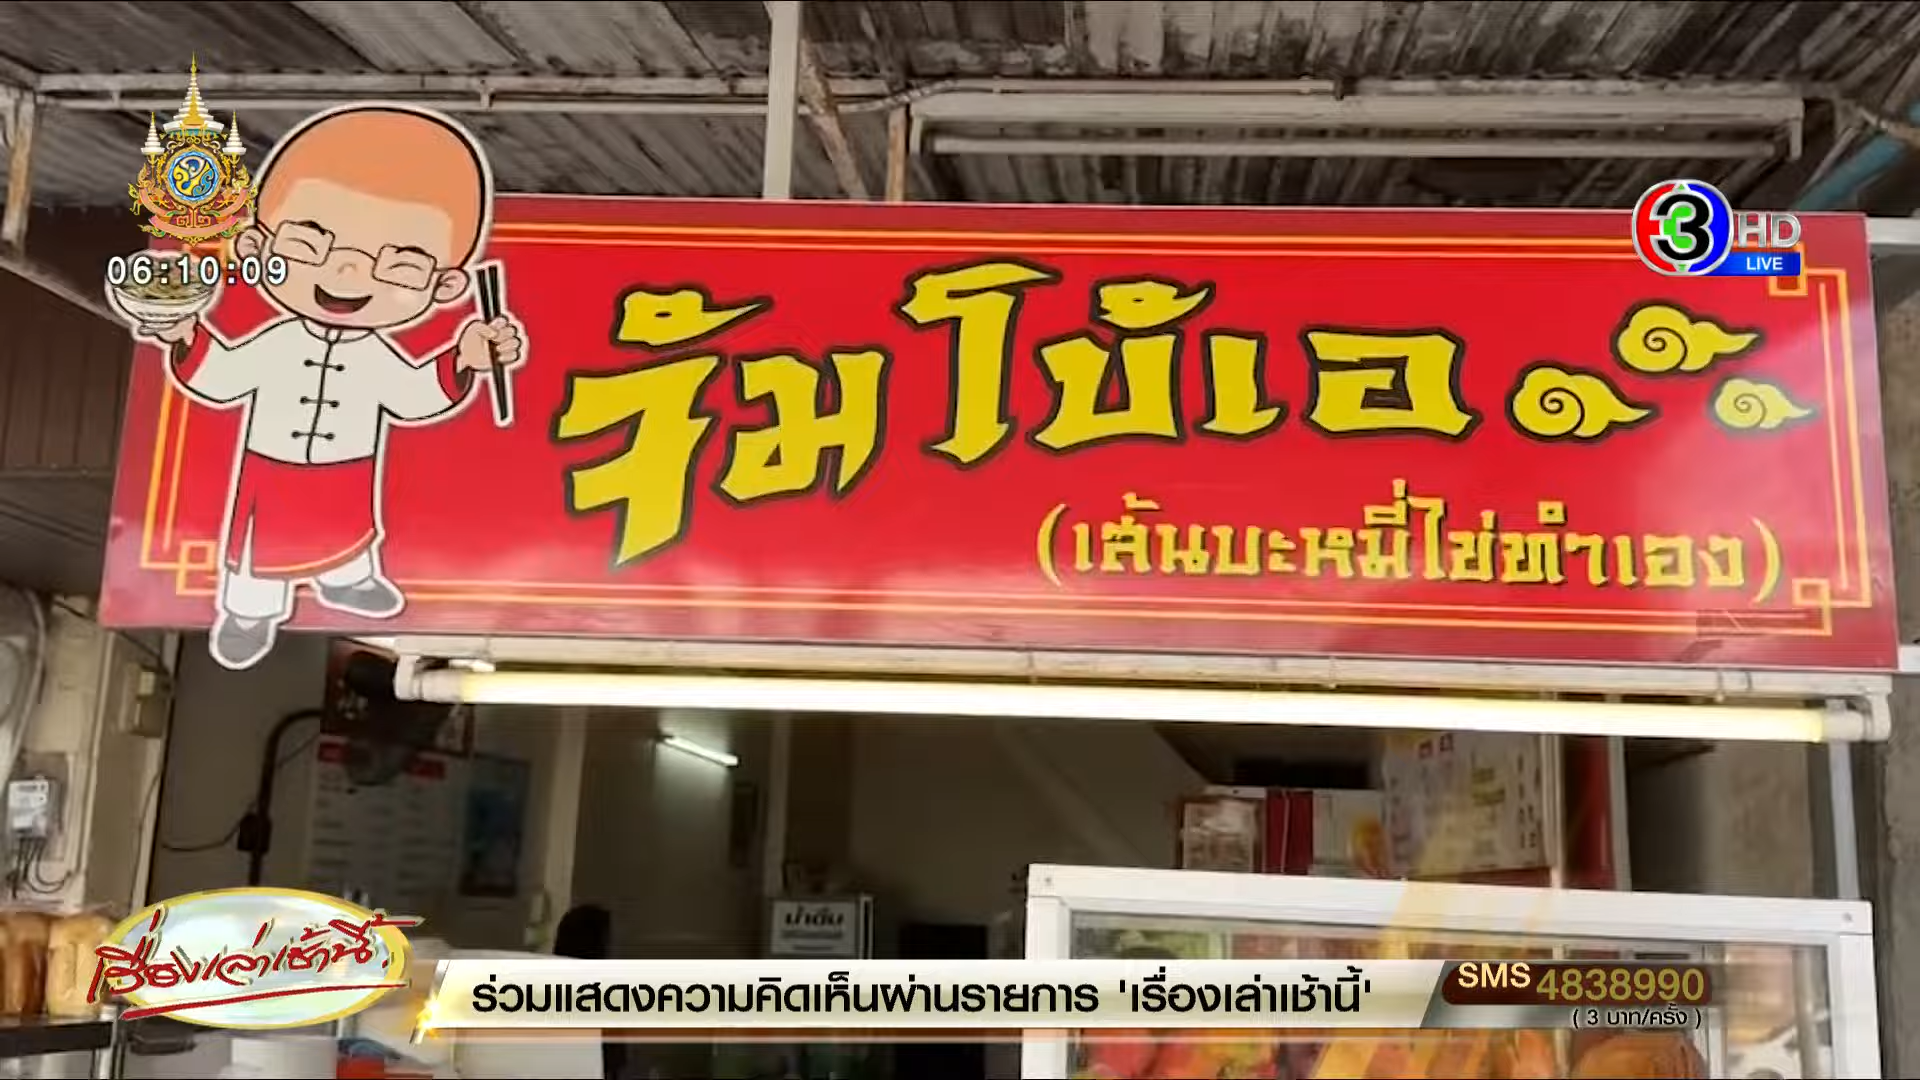 3 HD
LIVE
06:10:09
จุ้มโบ้เอ
(เส้นบะหมี่ไข่ทำเอง)
น้ำดื่ม
เรื่องเล่าเช้านี้
ร่วมแสดงความคิดเห็นผ่านรายการ 'เรื่องเล่าเช้านี้'
SMS 4838990
( 3 บาท/ครั้ง )